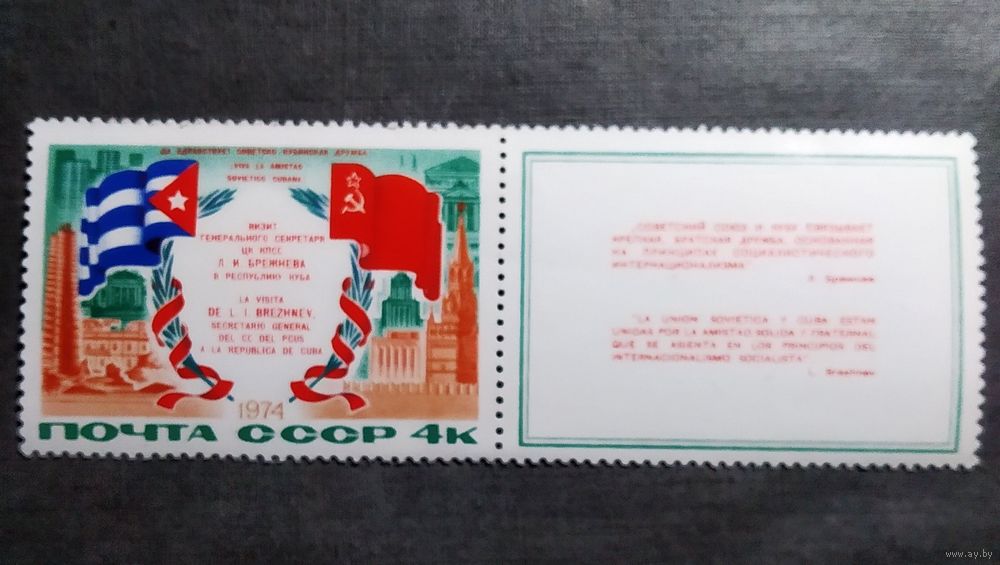 ДА ЗДРАВСТВУЕТ СОВЕТСКО-КУБИНСКАЯ ДРУЖБА
VIVA LA AMISTAD
SOVIETICO CUBANA
ВИЗИТ
ГЕНЕРАЛЬНОГО СЕКРЕТАРЯ
ЦК КПСС
Л. И. БРЕЖНЕВА
В РЕСПУБЛИКУ КУБА
LA VISITA
DE L. I. BREZHNEV,
SECRETARIO GENERAL
DEL CC DEL PCUS
A LA REPUBLICA DE CUBA
1974
ПОЧТА СССР 4К
„СОВЕТСКИЙ СОЮЗ И КУБУ СВЯЗЫВАЕТ
КРЕПКАЯ, БРАТСКАЯ ДРУЖБА, ОСНОВАННАЯ
НА ПРИНЦИПАХ СОЦИАЛИСТИЧЕСКОГО
ИНТЕРНАЦИОНАЛИЗМА"
Л. Брежнев
"LA UNION SOVIETICA Y CUBA ESTAN
UNIDAS POR LA AMISTAD SOLIDA Y FRATERNAL
QUE SE ASIENTA EN LOS PRINCIPIOS DEL
INTERNACIONALISMO SOCIALISTA"
L. Brezhnev
www.ay.by